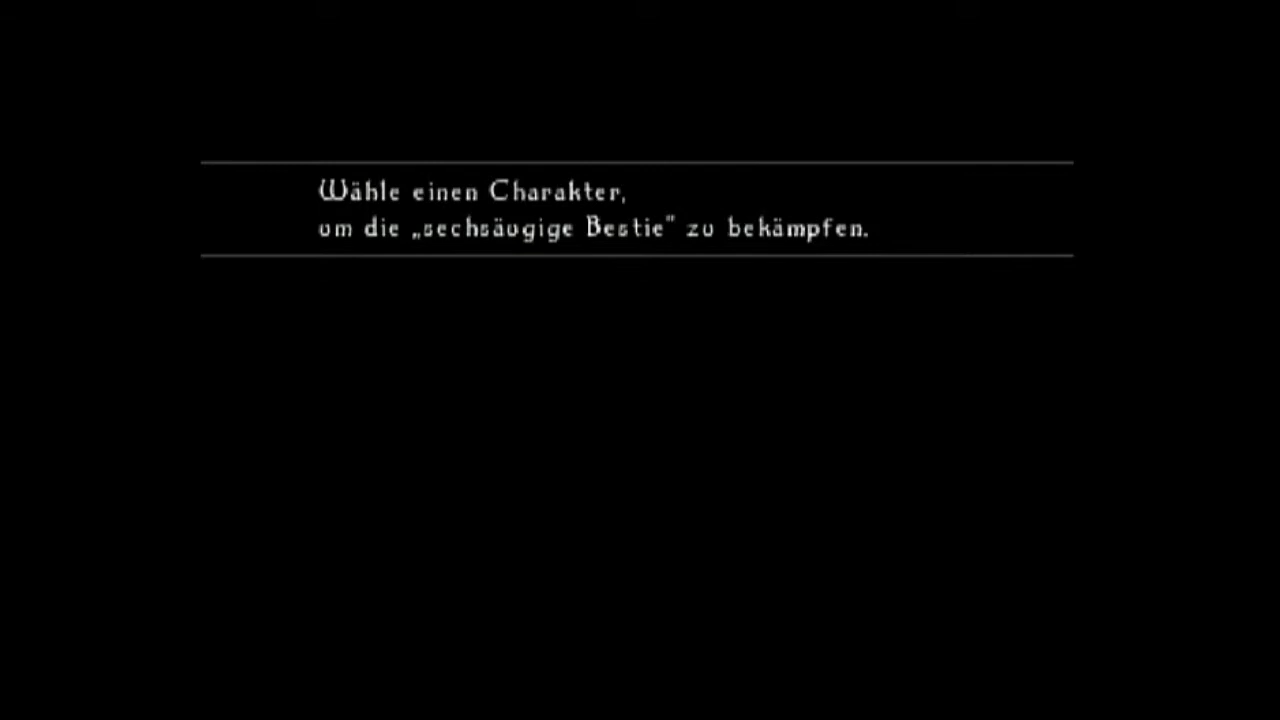 Wähle einen Charakter,
um die „sechsäugige Bestie" zu bekämpfen.